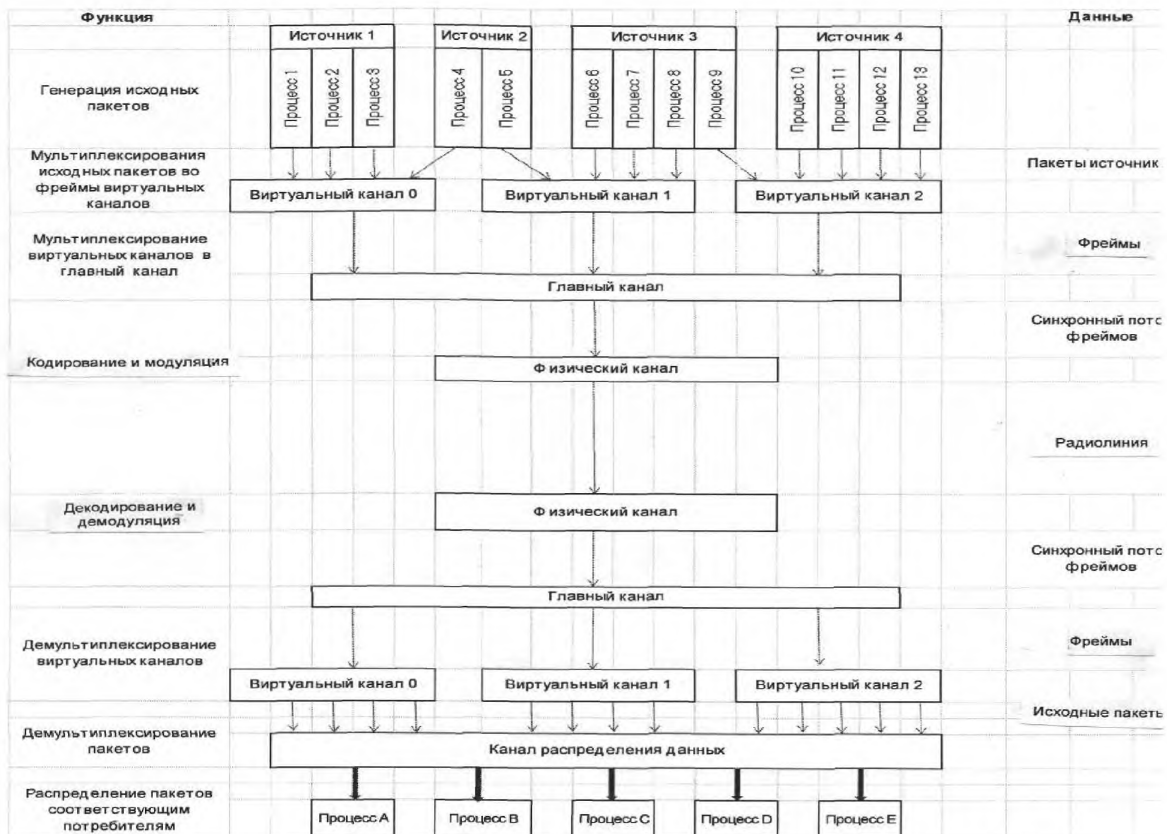 Функция
Данные
Источник 1
Источник 2
Источник 3
Источник 4
Генерация исходных
пакетов
Процесс 1
Процесс 2
Процесс 3
Процесс 4
Процесс 5
Процесс 6
Процесс 7
Процесс 8
Процесс 9
Процесс 10
Процесс 11
Процесс 12
Процесс 13
Мультиплексирования
исходных пакетов во
фреймы виртуальных
каналов
Пакеты источник
Виртуальный канал 0
Виртуальный канал 1
Виртуальный канал 2
Мультиплексирование
виртуальных каналов в
главный канал
Фреймы
Главный канал
Синхронный пото
фреймов
Кодирование и модуляция
Физический канал
Радиолиния
Декодирование и
демодуляция
Физический канал
Синхронный пото
фреймов
Главный канал
Демультиплексирование
виртуальных каналов
Фреймы
Виртуальный канал 0
Виртуальный канал 1
Виртуальный канал 2
Исходные пакеты
Демультиплексирование
пакетов
Канал распределения данных
Распределение пакетов
соответствующим
потребителям
Процесс A
Процесс B
Процесс C
Процесс D
Процесс E